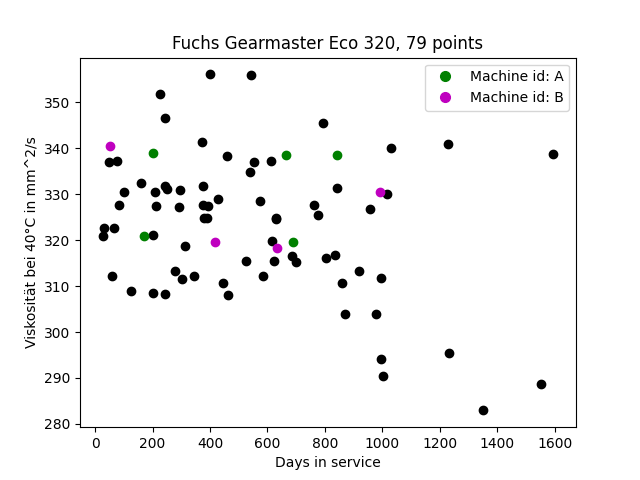 Fuchs Gearmaster Eco 320, 79 points
Machine id: A
Machine id: B
Viskosität bei 40°C in mm^2/s
350
340
330
320
310
300
290
280
0 200 400 600 800 1000 1200 1400 1600
Days in service